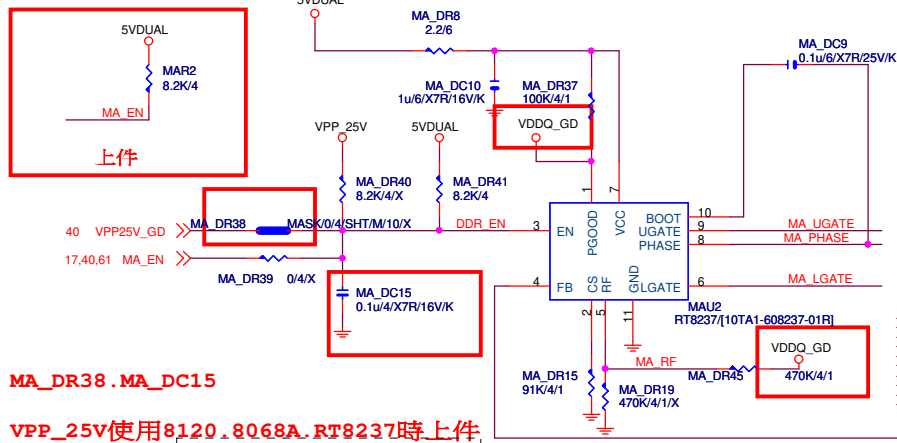 5VDUAL
MAR2
8.2K/4
MA_EN
上件
5VDUAL
MA_DR8
2.2/6
MA_DC10
1u/6/X7R/16V/K
MA_DR37
100K/4/1
VDDQ_GD
MA_DC9
0.1u/6/X7R/25V/K
VPP_25V
5VDUAL
MA_DR40
8.2K/4/X
MA_DR41
8.2K/4
40 VPP25V_GD
MA_DR38
MASK/0/4/SHT/M/10/X
DDR_EN
17,40,61 MA_EN
MA_DR39 0/4/X
MA_DC15
0.1u/4/X7R/16V/K
1
7
3
4
2
5
11
10
9
8
6
EN
FB
PGOOD
VCC
CS
RF
GND
BOOT
UGATE
PHASE
LGATE
MA_UGATE
MA_PHASE
MA_LGATE
MAU2
RT8237/[10TA1-608237-01R]
MA_RF
MA_DR15
91K/4/1
MA_DR19
470K/4/1/X
MA_DR45
VDDQ_GD
470K/4/1
MA_DR38.MA_DC15
VPP_25V使用8120.8068A.RT8237時上件